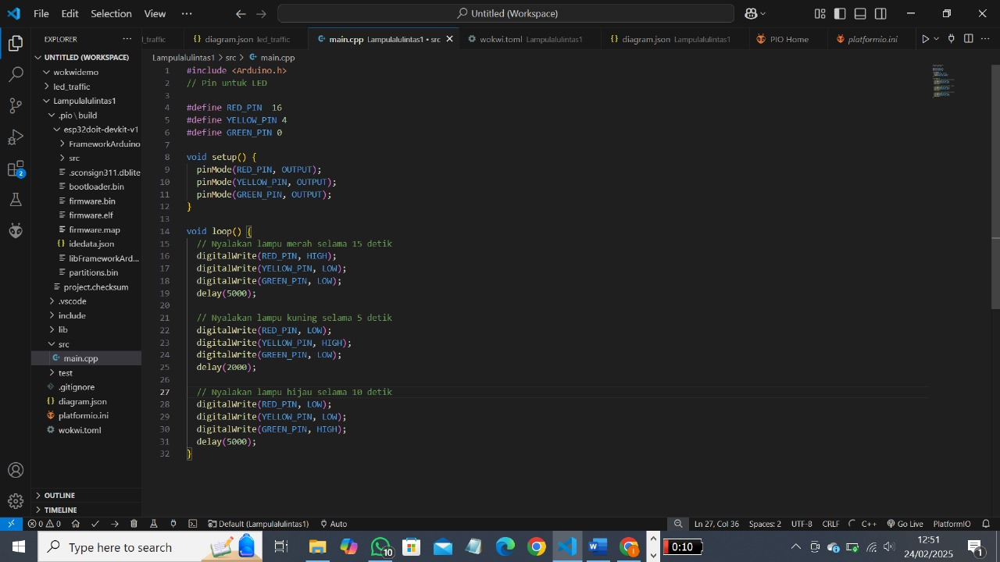 File Edit Selection View ··· Untitled (Workspace)
EXPLORER ···
l_traffic diagram.json led_traffic main.cpp Lampulalulintas1 • src wokwi.toml Lampulalulintas1 diagram.json Lampulalulintas1 PIO Home platformio.ini
UNTITLED (WORKSPACE)
wokwidemo
led_traffic
Lampulalulintas1
.pio \ build
esp32doit-devkit-v1
FrameworkArduino
src
.sconsign311.dblite
bootloader.bin
firmware.bin
firmware.elf
firmware.map
idedata.json
libFrameworkArd...
partitions.bin
project.checksum
.vscode
include
lib
src
main.cpp
test
.gitignore
diagram.json
platformio.ini
wokwi.toml
OUTLINE
TIMELINE
2
Lampulalulintas1 > src > main.cpp
1 #include <Arduino.h>
2 // Pin untuk LED
3
4 #define RED_PIN  16
5 #define YELLOW_PIN 4
6 #define GREEN_PIN 0
7
8 void setup() {
9 pinMode(RED_PIN, OUTPUT);
10 pinMode(YELLOW_PIN, OUTPUT);
11 pinMode(GREEN_PIN, OUTPUT);
12 }
13
14 void loop() {
15 // Nyalakan lampu merah selama 15 detik
16 digitalWrite(RED_PIN, HIGH);
17 digitalWrite(YELLOW_PIN, LOW);
18 digitalWrite(GREEN_PIN, LOW);
19 delay(5000);
20
21 // Nyalakan lampu kuning selama 5 detik
22 digitalWrite(RED_PIN, LOW);
23 digitalWrite(YELLOW_PIN, HIGH);
24 digitalWrite(GREEN_PIN, LOW);
25 delay(2000);
26
27 // Nyalakan lampu hijau selama 10 detik
28 digitalWrite(RED_PIN, LOW);
29 digitalWrite(YELLOW_PIN, LOW);
30 digitalWrite(GREEN_PIN, HIGH);
31 delay(5000);
32 }
0 0 Default (Lampulalulintas1) Auto Ln 27, Col 36 Spaces: 2 UTF-8 CRLF C++ Go Live PlatformIO
Type here to search 10 0:10 12:51
24/02/2025 1